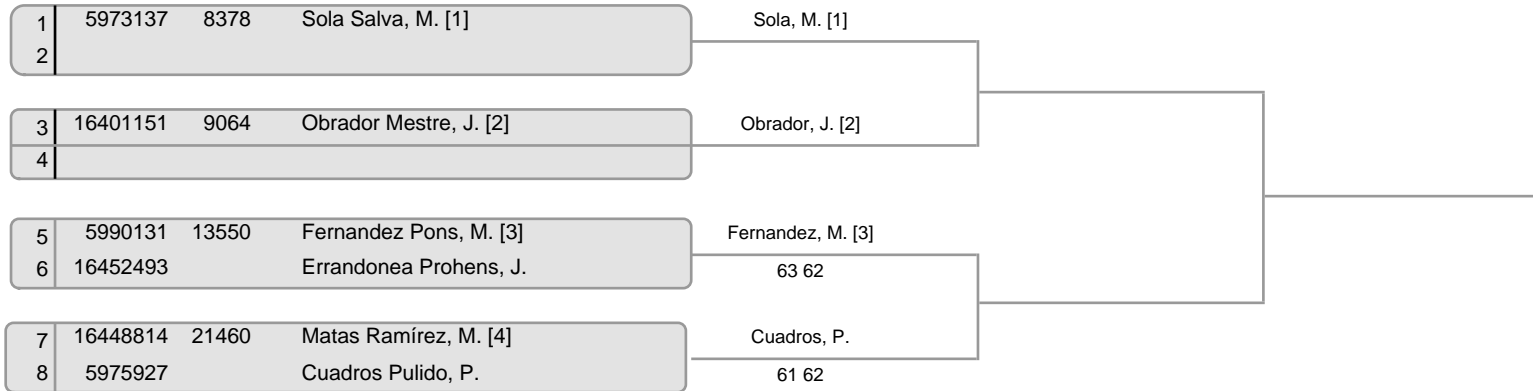 1 5973137 8378 Sola Salva, M. [1] Sola, M. [1]
2
3 16401151 9064 Obrador Mestre, J. [2] Obrador, J. [2]
4
5 5990131 13550 Fernandez Pons, M. [3] Fernandez, M. [3]
6 16452493 Errandonea Prohens, J. 63 62
7 16448814 21460 Matas Ramírez, M. [4] Cuadros, P.
8 5975927 Cuadros Pulido, P. 61 62